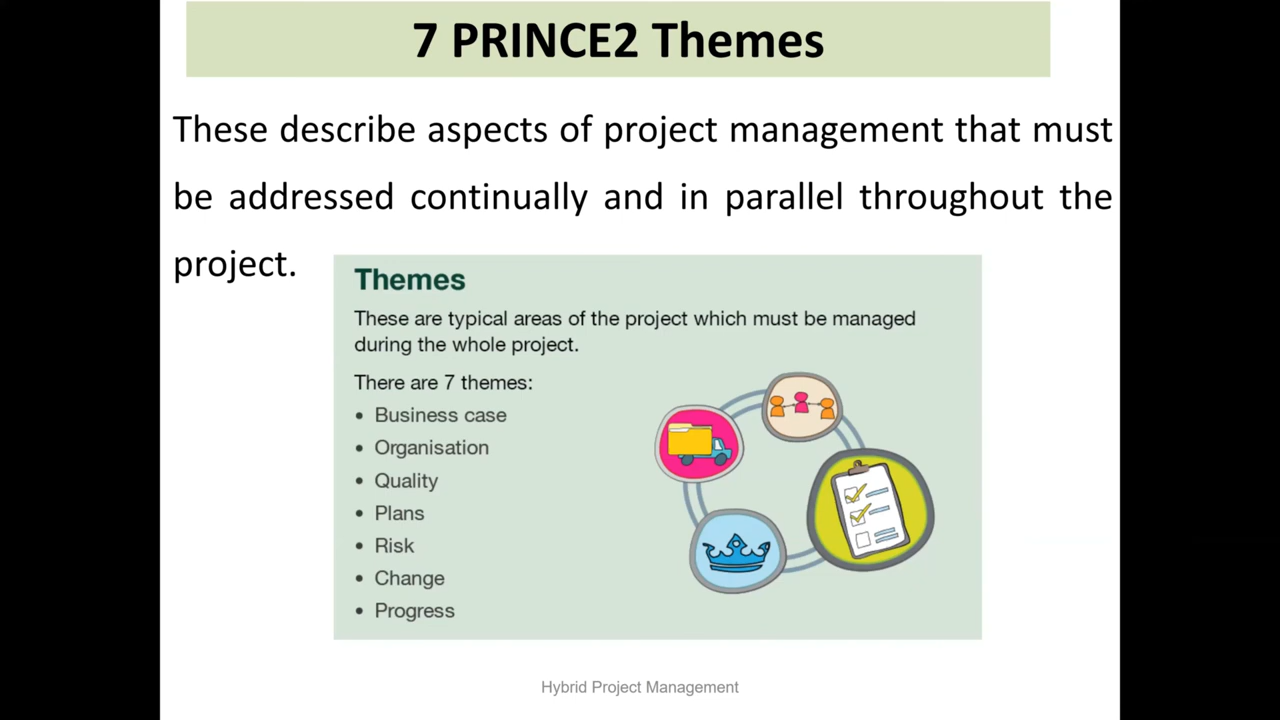 7 PRINCE2 Themes
These describe aspects of project management that must
be addressed continually and in parallel throughout the
project.
Themes
These are typical areas of the project which must be managed
during the whole project.
There are 7 themes:
• Business case
• Organisation
• Quality
• Plans
• Risk
• Change
• Progress
Hybrid Project Management